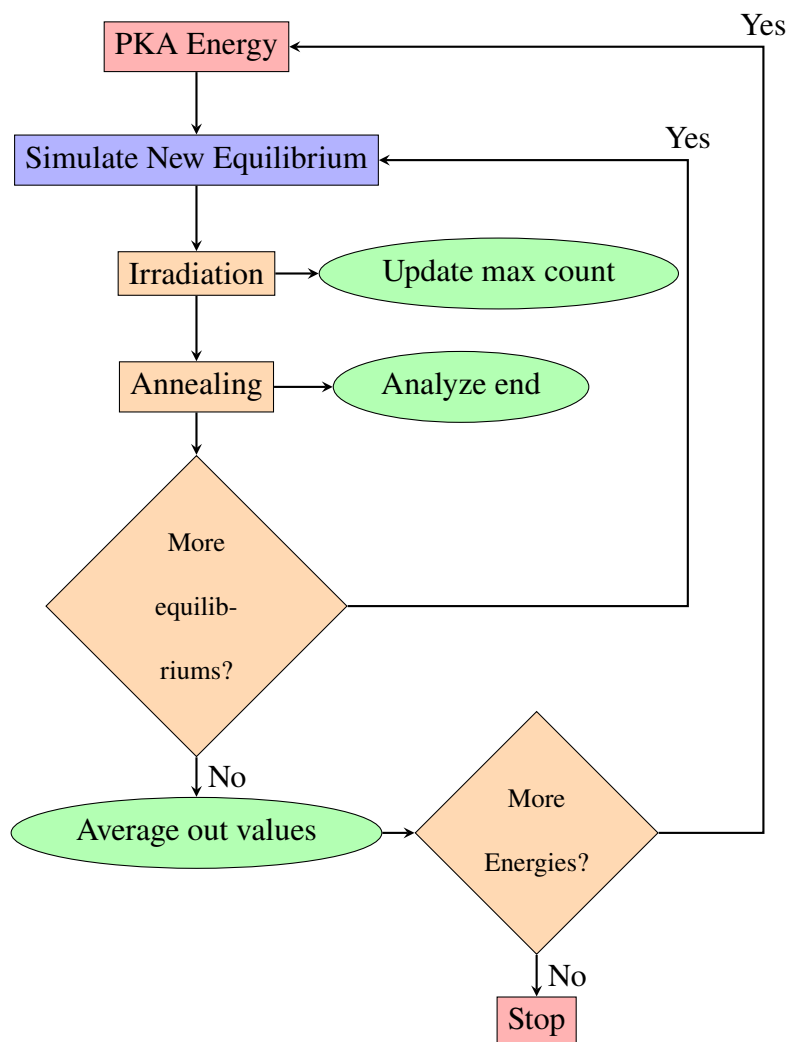 Yes
PKA Energy
Yes
Simulate New Equilibrium
Irradiation
Update max count
Annealing
Analyze end
More
equilib-
riums?
No
Average out values
More
Energies?
No
Stop